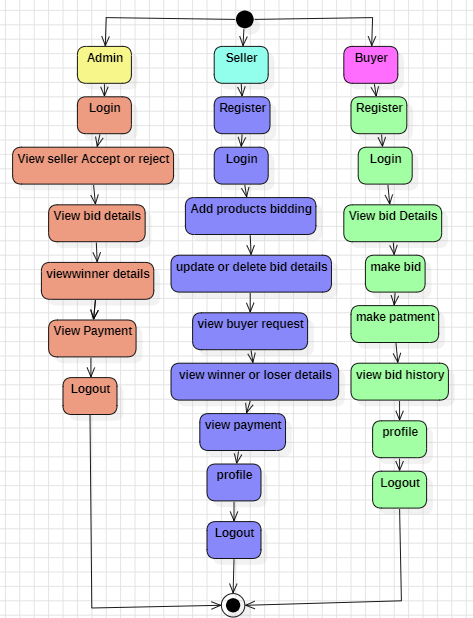 Admin
Login
View seller Accept or reject
View bid details
viewwinner details
View Payment
Logout
Seller
Register
Login
Add products bidding
update or delete bid details
view buyer request
view winner or loser details
view payment
profile
Logout
Buyer
Register
Login
View bid Details
make bid
make patment
view bid history
profile
Logout